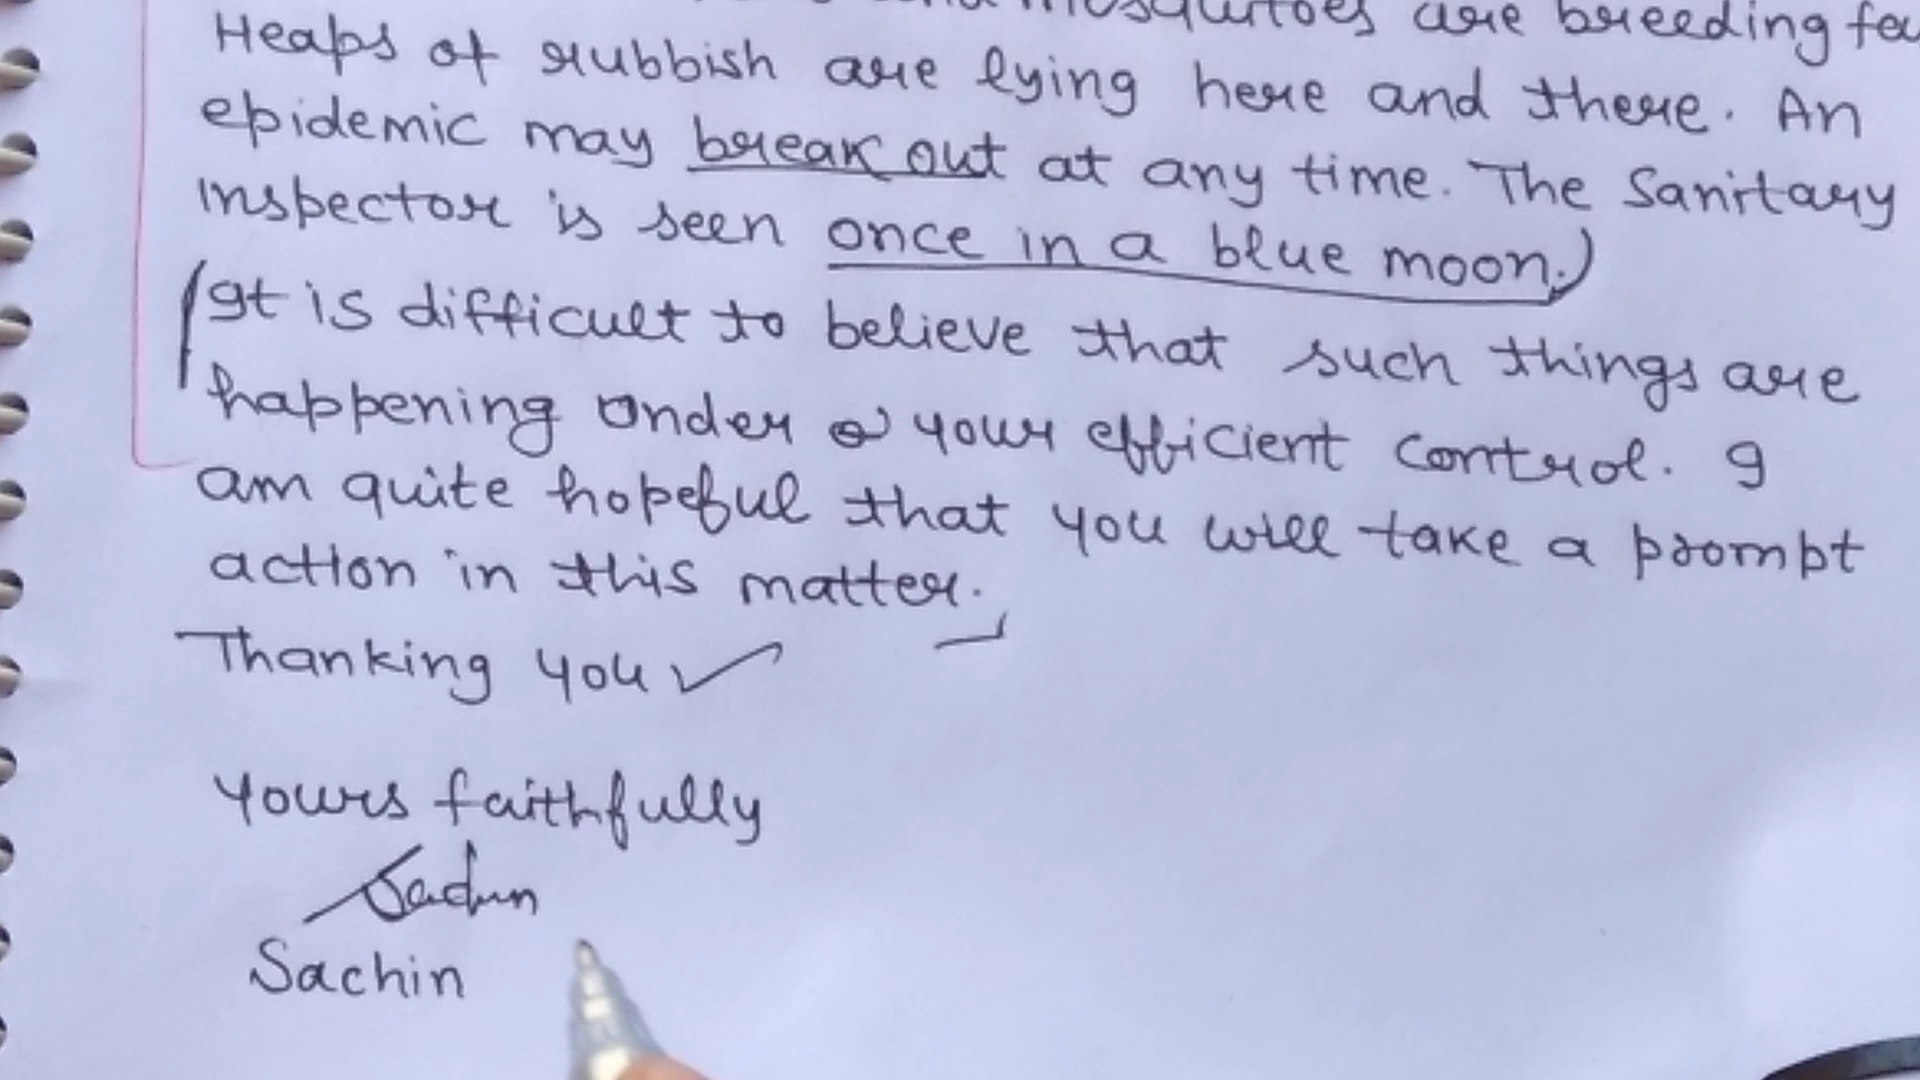 mosquitoes are breeding
Heaps of rubbish are lying here and there. An
epidemic may break out at any time. The Sanitary
Inspector is seen once in a blue moon.)
(It is difficult to believe that such things are
happening under your efficient control. I
am quite hopeful that you will take a prompt
action in this matter.
Thanking you
Yours faithfully
Sachin
Sachin